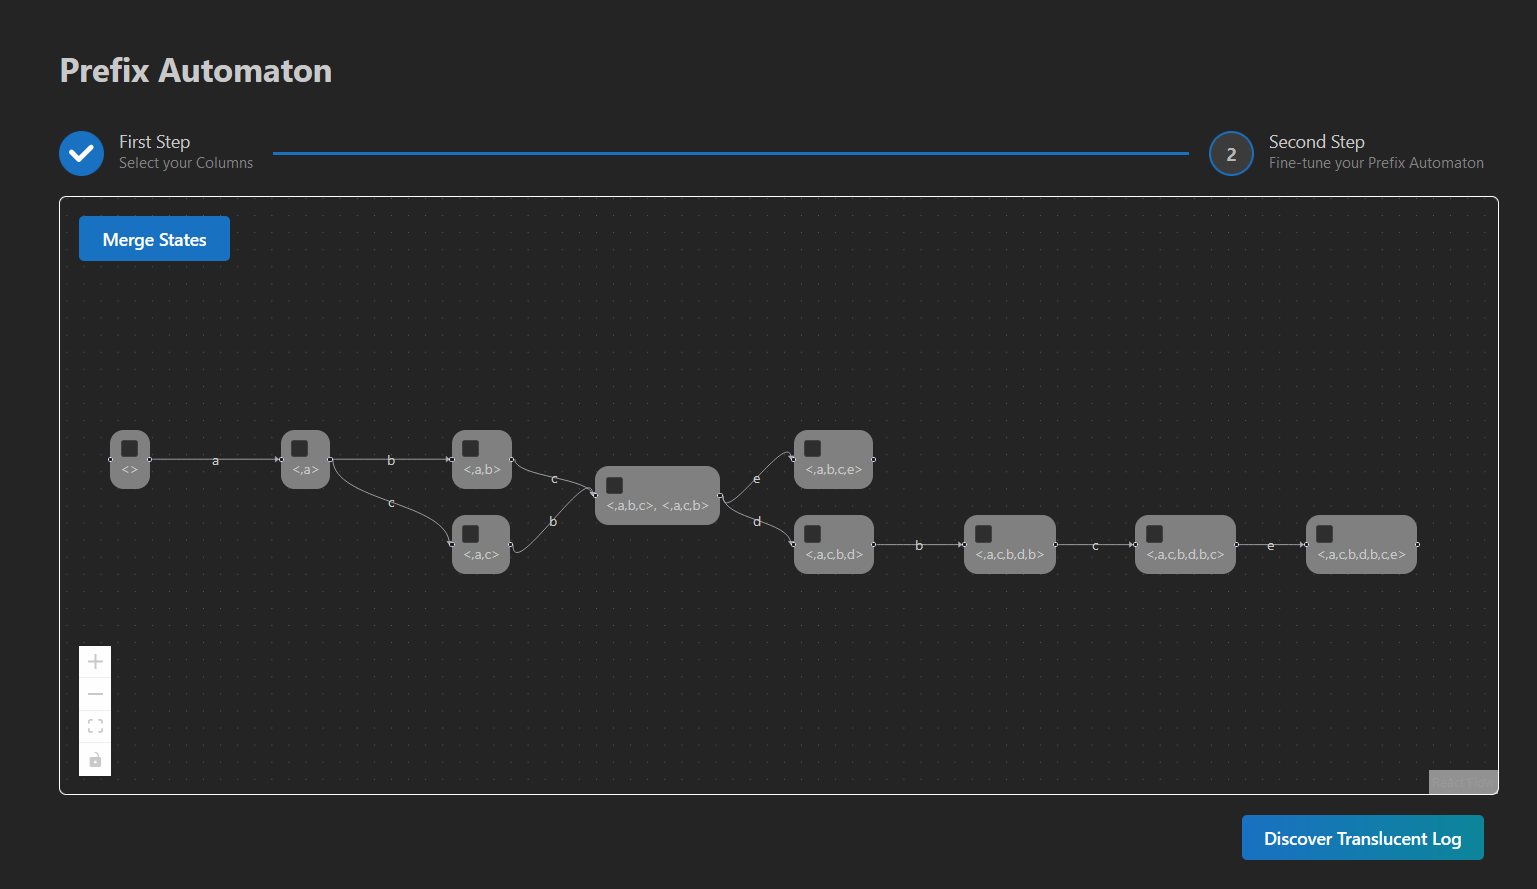 Prefix Automaton
First Step
Select your Columns
2
Second Step
Fine-tune your Prefix Automaton
Merge States
<>
a
<,a>
b
c
<,a,b>
<,a,c>
c
b
<,a,b,c>, <,a,c,b>
e
d
<,a,b,c,e>
<,a,c,b,d>
b
<,a,c,b,d,b>
c
<,a,c,b,d,b,c>
e
<,a,c,b,d,b,c,e>
Discover Translucent Log